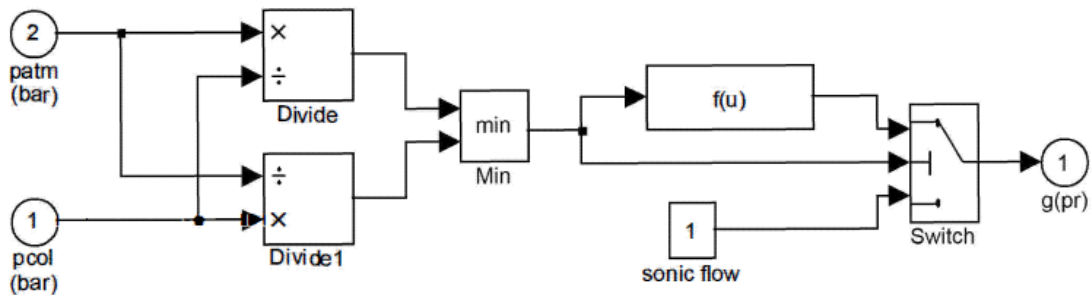 2
patm
(bar)
×
÷
Divide
÷
×
Divide1
1
pcol
(bar)
min
Min
f(u)
1
sonic flow
Switch
1
g(pr)